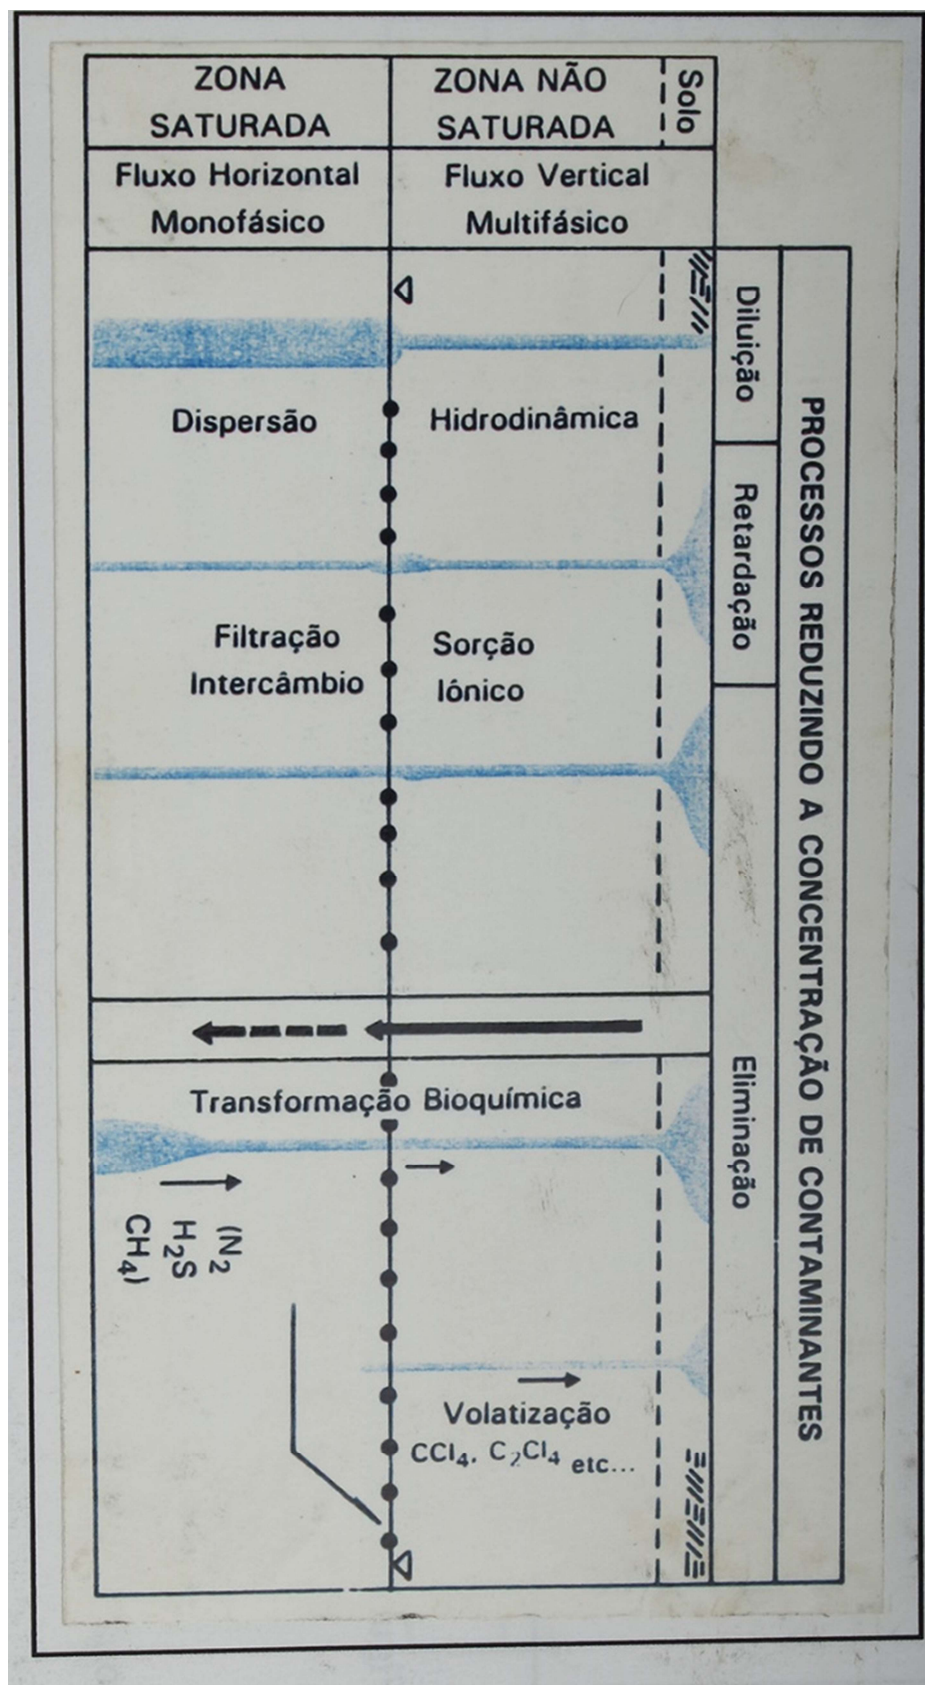 ZONA
SATURADA
ZONA NÃO
SATURADA
Solo
Fluxo Horizontal
Monofásico
Fluxo Vertical
Multifásico
PROCESSOS REDUZINDO A CONCENTRAÇÃO DE CONTAMINANTES
Diluição
Retardação
Eliminação
Dispersão
Hidrodinâmica
Filtração
Intercâmbio
Sorção
Iónico
Transformação Bioquímica
(N₂
H₂S
CH₄)
Volatização
CCl₄. C₂Cl₄ etc...